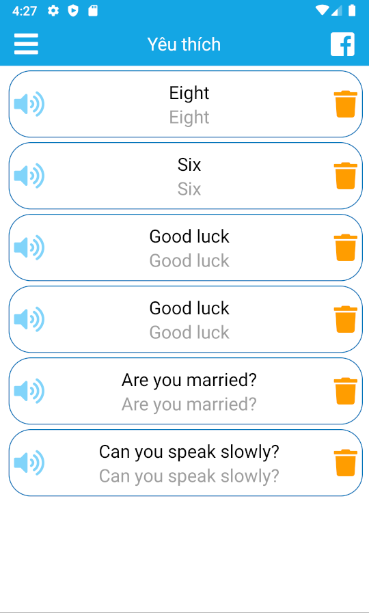 4:27
Yêu thích
Eight
Eight
Six
Six
Good luck
Good luck
Good luck
Good luck
Are you married?
Are you married?
Can you speak slowly?
Can you speak slowly?